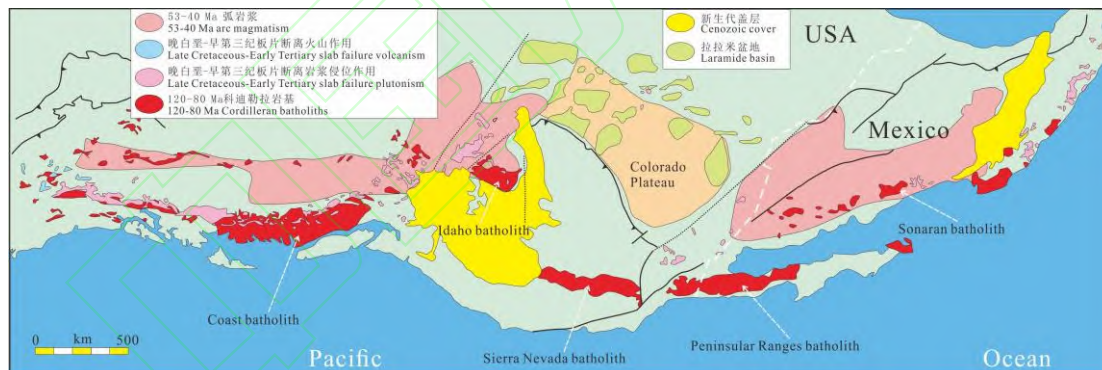 53-40 Ma 弧岩浆
53-40 Ma arc magmatism
晚白垩-早第三纪板片断离火山作用
Late Cretaceous-Early Tertiary slab failure volcanism
晚白垩-早第三纪板片断离岩浆侵位作用
Late Cretaceous-Early Tertiary slab failure plutonism
120-80 Ma科迪勒拉岩基
120-80 Ma Cordilleran batholiths
新生代盖层
Cenozoic cover
拉拉米盆地
Laramide basin
USA
Mexico
Colorado
Plateau
Idaho batholith
Sonaran batholith
Coast batholith
Sierra Nevada batholith
Peninsular Ranges batholith
0 km 500
Pacific
Ocean